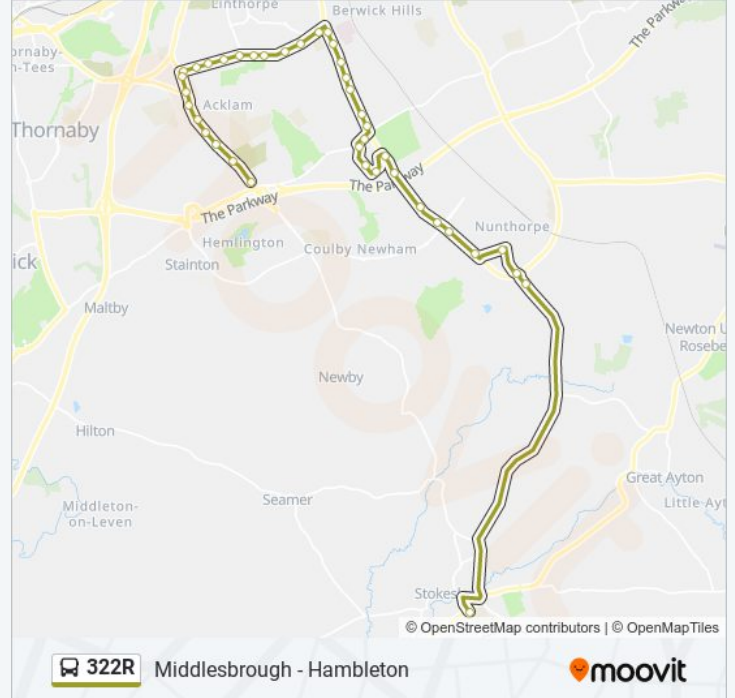 Linthorpe
Berwick Hills
The Parkway
Acklam
Thornaby
The Parkway
The Parkway
Nunthorpe
Hemlington
Coulby Newham
Stainton
ick
Maltby
Newton U
Rosebe
Newby
Hilton
Great Ayton
Seamer
Little Ayt
Middleton-
on-Leven
Stokes
© OpenStreetMap contributors | © OpenMapTiles
322R Middlesbrough - Hambleton
moovit